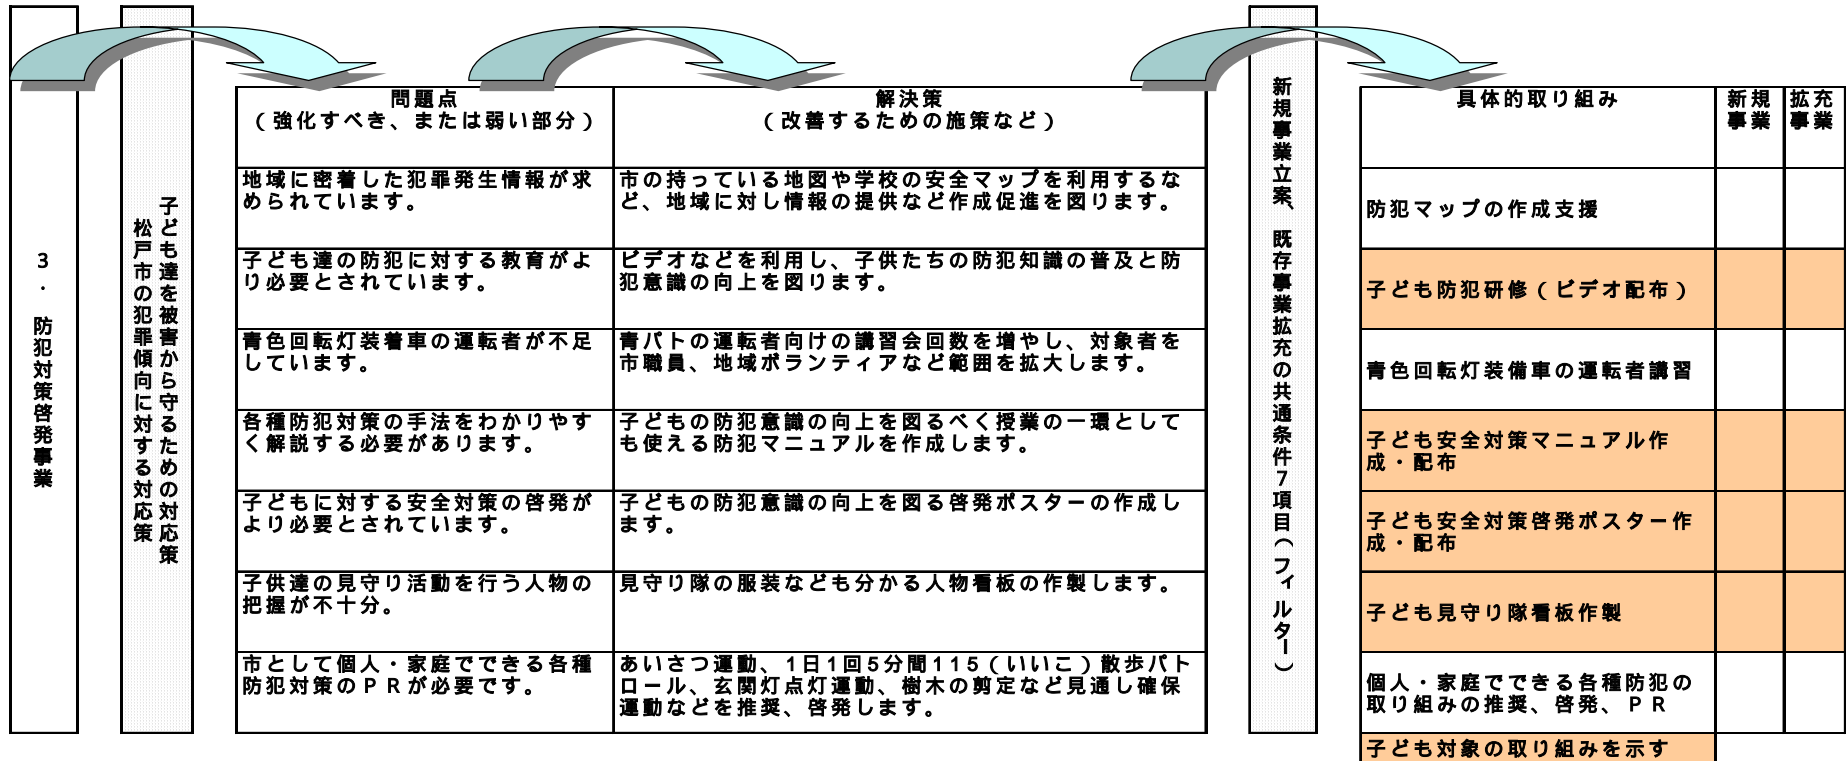 3．防犯対策啓発事業
子ども達を被害から守るための対応策
松戸市の犯罪傾向に対する対応策
問題点
（強化すべき、または弱い部分）
解決策
（改善するための施策など）
地域に密着した犯罪発生情報が求
められています。
市の持っている地図や学校の安全マップを利用するな
ど、地域に対し情報の提供など作成促進を図ります。
子ども達の防犯に対する教育がよ
り必要とされています。
ビデオなどを利用し、子供たちの防犯知識の普及と防
犯意識の向上を図ります。
青色回転灯装着車の運転者が不足
しています。
青パトの運転者向けの講習会回数を増やし、対象者を
市職員、地域ボランティアなど範囲を拡大します。
各種防犯対策の手法をわかりやす
く解説する必要があります。
子どもの防犯意識の向上を図るべく授業の一環として
も使える防犯マニュアルを作成します。
子どもに対する安全対策の啓発が
より必要とされています。
子どもの防犯意識の向上を図る啓発ポスターの作成し
ます。
子供達の見守り活動を行う人物の
把握が不十分。
見守り隊の服装なども分かる人物看板の作製します。
市として個人・家庭でできる各種
防犯対策のＰＲが必要です。
あいさつ運動、1日1回5分間115（いいこ）散歩パト
ロール、玄関灯点灯運動、樹木の剪定など見通し確保
運動などを推奨、啓発します。
新規事業立案、既存事業拡充の共通条件7項目（フィルター）
具体的取り組み
新規
事業
拡充
事業
防犯マップの作成支援
子ども防犯研修（ビデオ配布）
青色回転灯装備車の運転者講習
子ども安全対策マニュアル作
成・配布
子ども安全対策啓発ポスター作
成・配布
子ども見守り隊看板作製
個人・家庭でできる各種防犯の
取り組みの推奨、啓発、ＰＲ
子ども対象の取り組みを示す